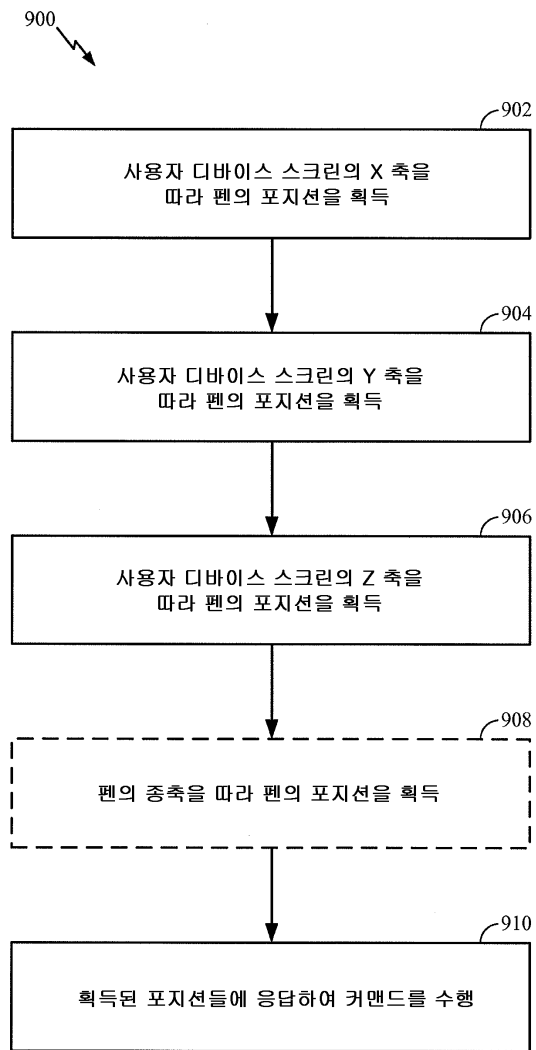 900
902
사용자 디바이스 스크린의 X 축을
따라 펜의 포지션을 획득
904
사용자 디바이스 스크린의 Y 축을
따라 펜의 포지션을 획득
906
사용자 디바이스 스크린의 Z 축을
따라 펜의 포지션을 획득
908
펜의 종축을 따라 펜의 포지션을 획득
910
획득된 포지션들에 응답하여 커맨드를 수행